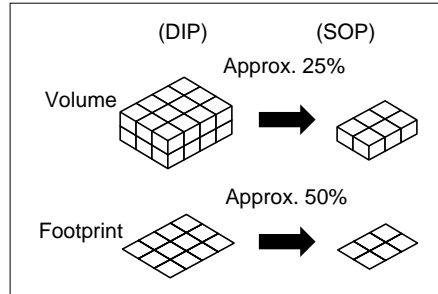 (DIP) (SOP)
Approx. 25%
Volume
Approx. 50%
Footprint